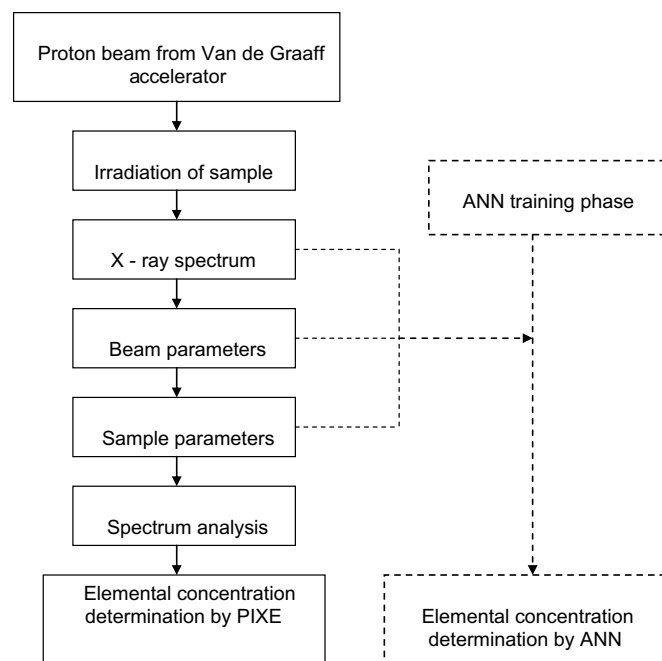 Proton beam from Van de Graaff
accelerator
Irradiation of sample
ANN training phase
X - ray spectrum
Beam parameters
Sample parameters
Spectrum analysis
Elemental concentration
determination by PIXE
Elemental concentration
determination by ANN